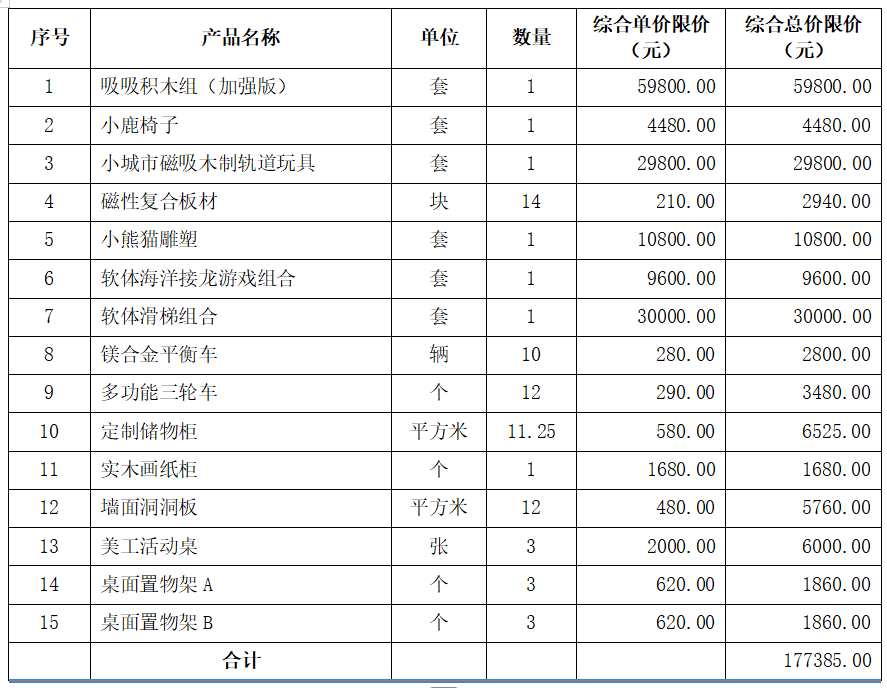 序号 产品名称 单位 数量 综合单价限价（元） 综合总价限价（元）
1 吸吸积木组（加强版） 套 1 59800.00 59800.00
2 小鹿椅子 套 1 4480.00 4480.00
3 小城市磁吸木制轨道玩具 套 1 29800.00 29800.00
4 磁性复合板材 块 14 210.00 2940.00
5 小熊猫雕塑 套 1 10800.00 10800.00
6 软体海洋接龙游戏组合 套 1 9600.00 9600.00
7 软体滑梯组合 套 1 30000.00 30000.00
8 镁合金平衡车 辆 10 280.00 2800.00
9 多功能三轮车 个 12 290.00 3480.00
10 定制储物柜 平方米 11.25 580.00 6525.00
11 实木画纸柜 个 1 1680.00 1680.00
12 墙面洞洞板 平方米 12 480.00 5760.00
13 美工活动桌 张 3 2000.00 6000.00
14 桌面置物架 A 个 3 620.00 1860.00
15 桌面置物架 B 个 3 620.00 1860.00
合计 177385.00